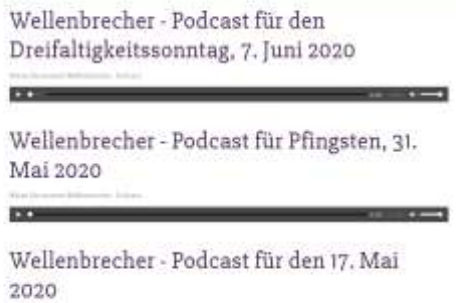 Wellenbrecher - Podcast für den
Dreifaltigkeitssonntag, 7. Juni 2020
Wellenbrecher - Podcast für Pfingsten, 31.
Mai 2020
Wellenbrecher - Podcast für den 17. Mai
2020